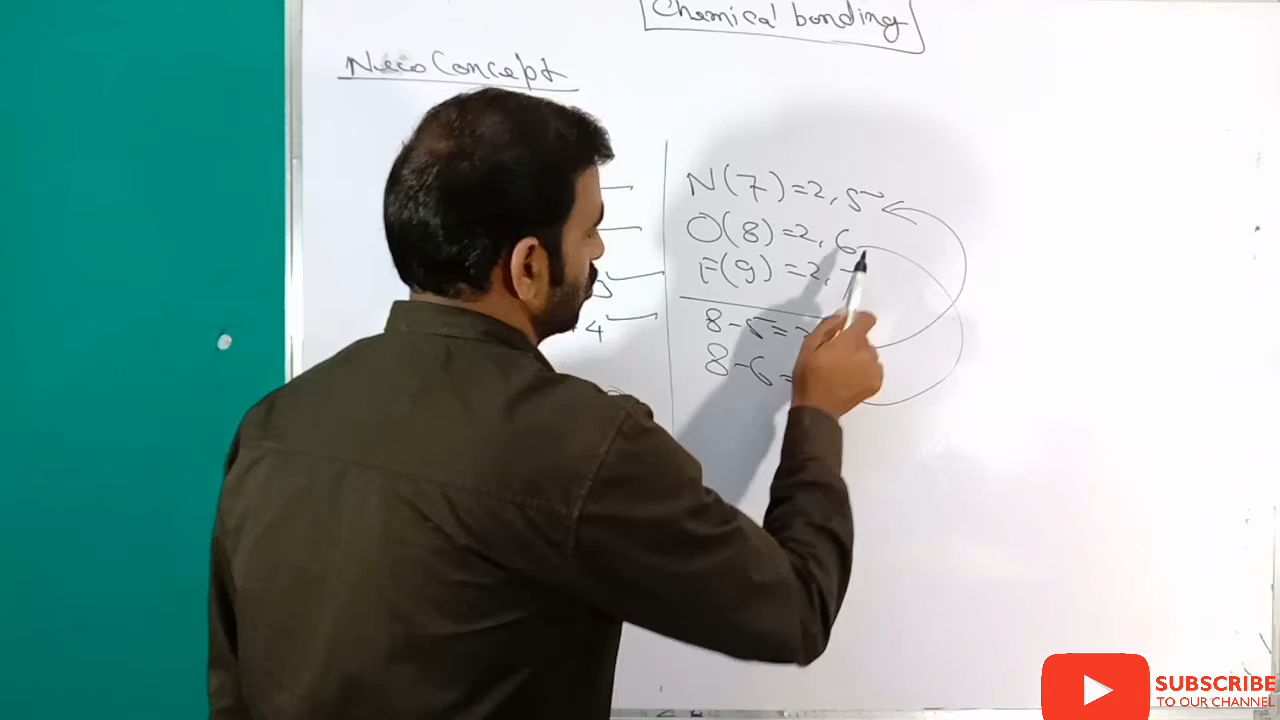 Chemical bonding
Concept
N(7) = 2, 5
O(8) = 2, 6
F(9) = 2,
8 - 5 =
8 - 6 =
4
SUBSCRIBE
TO OUR CHANNEL